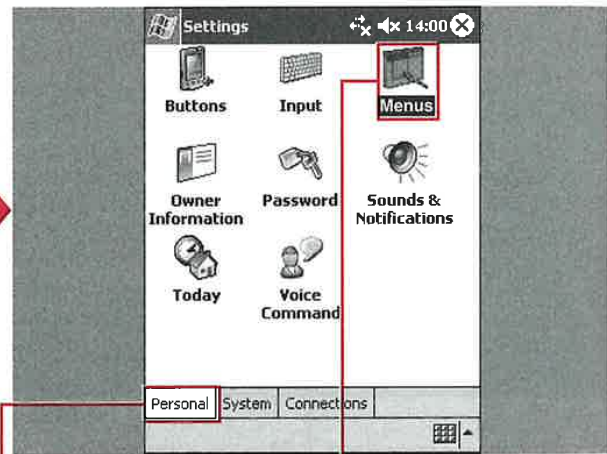 Settings 14:00
Buttons Input Menus
Owner Information Password Sounds & Notifications
Today Voice Command
Personal System Connections